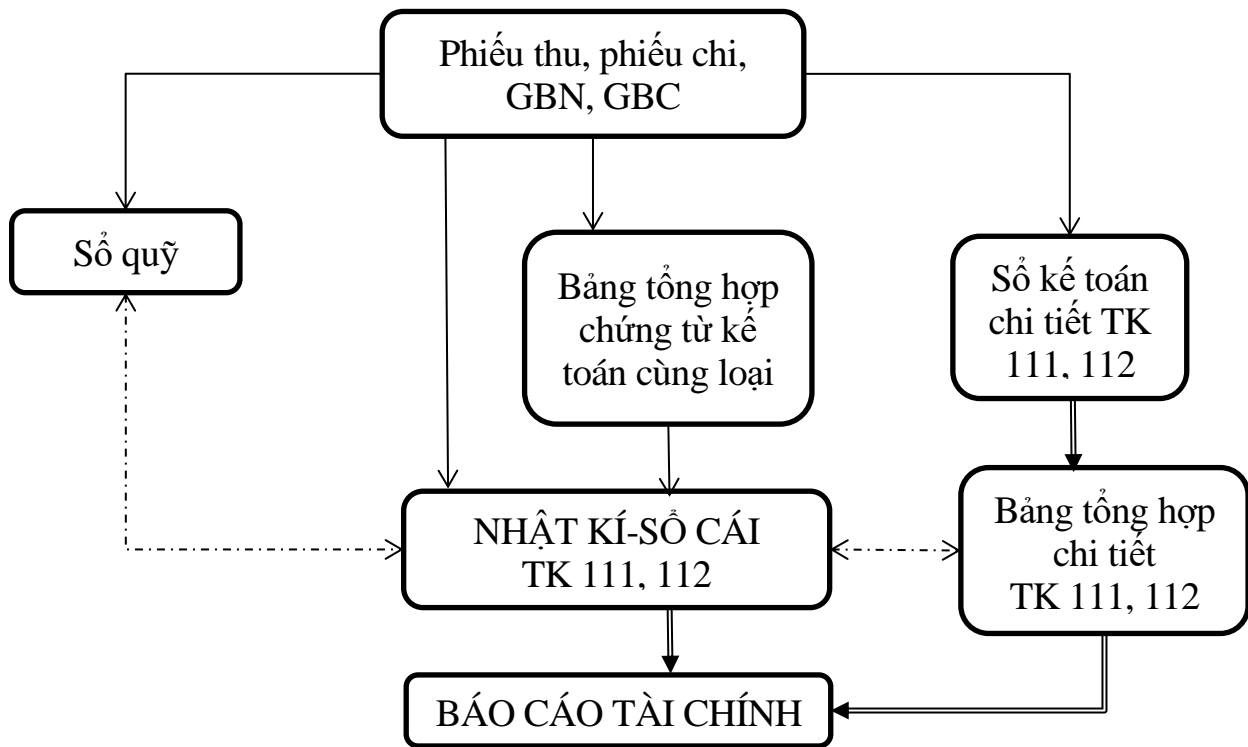 Phiếu thu, phiếu chi,
GBN, GBC
Sổ quỹ
Bảng tổng hợp
chứng từ kế
toán cùng loại
Sổ kế toán
chi tiết TK
111, 112
NHẬT KÍ-SỔ CÁI
TK 111, 112
Bảng tổng hợp
chi tiết
TK 111, 112
BÁO CÁO TÀI CHÍNH